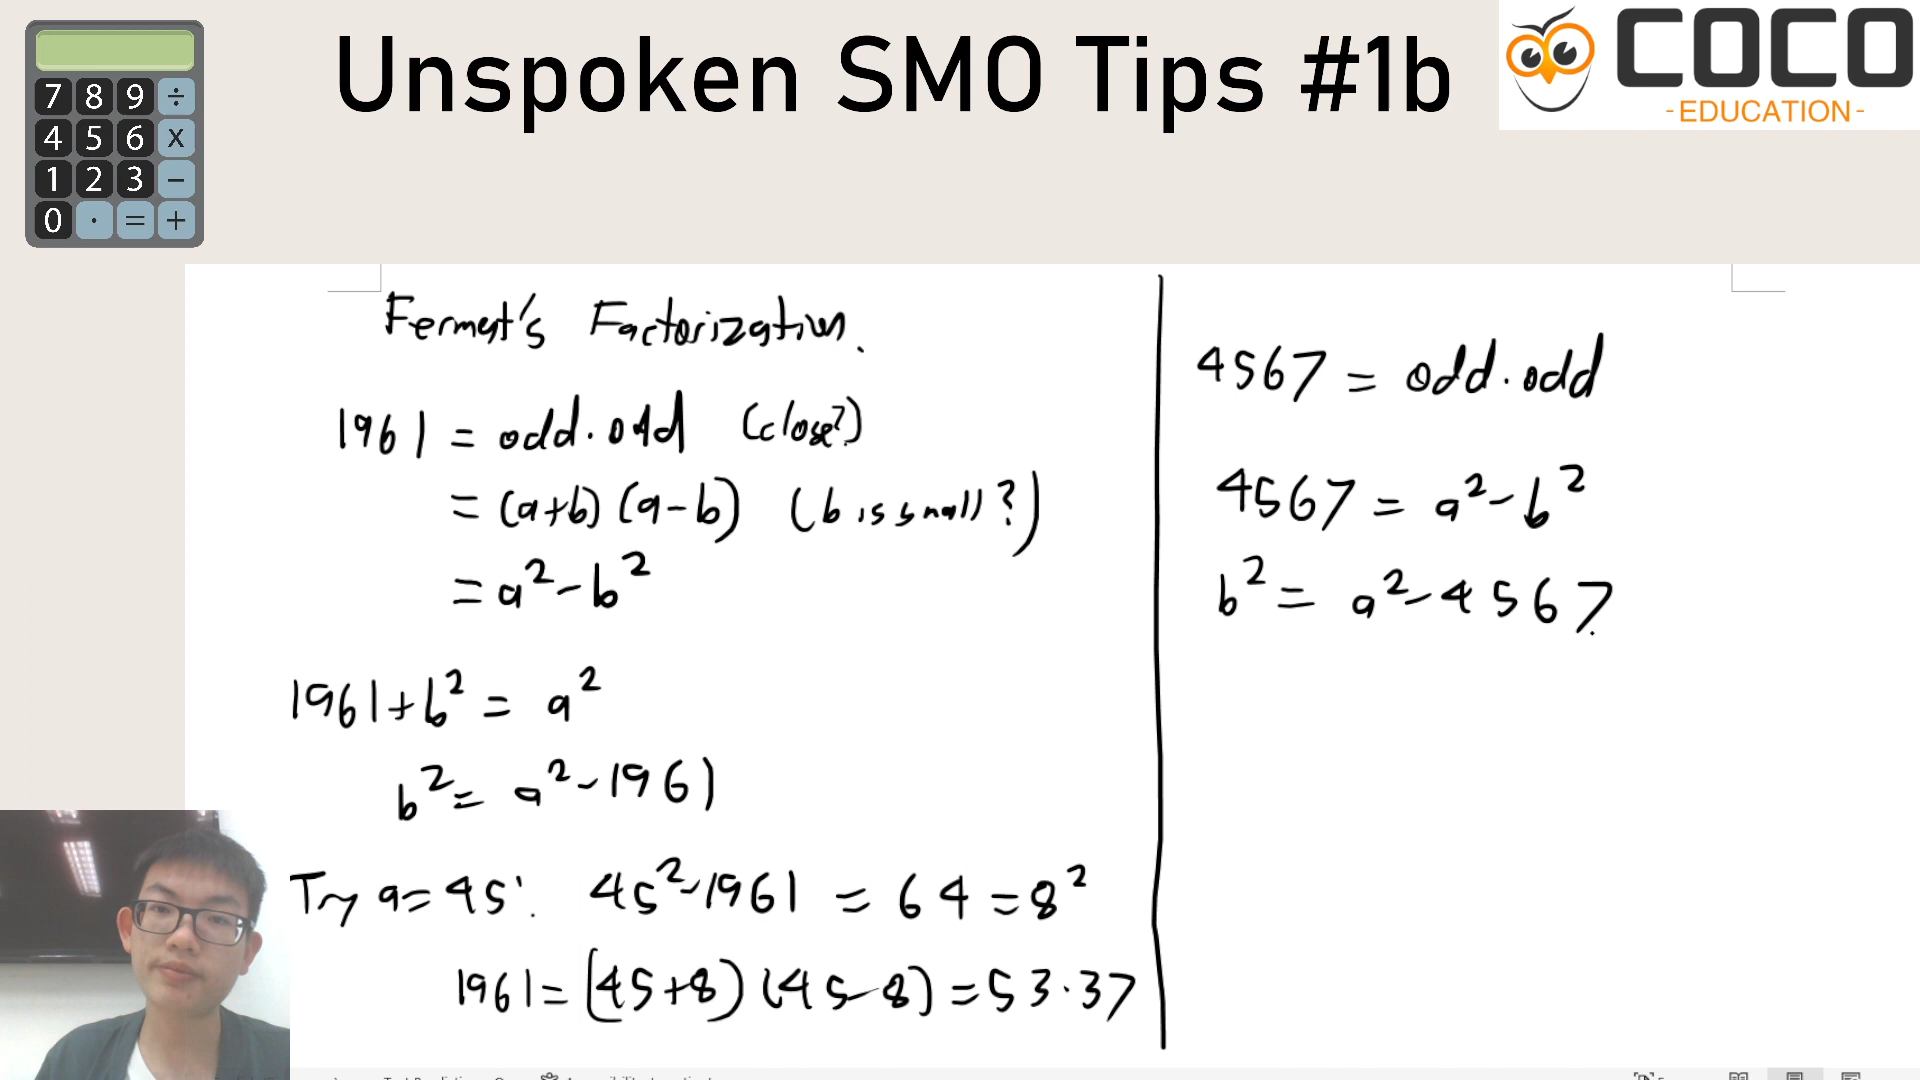 Unspoken SMO Tips #1b
COCO
-EDUCATION-
7 8 9 ÷
4 5 6 x
1 2 3 −
0 · = +
Fermat's Factorization.
1961 = odd. odd (close?)
= (a+b) (a-b) (b is small?)
= a²-b²
1961+b² = a²
b² = a²-1961
Try a=45: 45²-1961 = 64 = 8²
1961 = (45+8) (45-8) = 53.37
4567 = odd.odd
4567 = a²-b²
b² = a²-4567